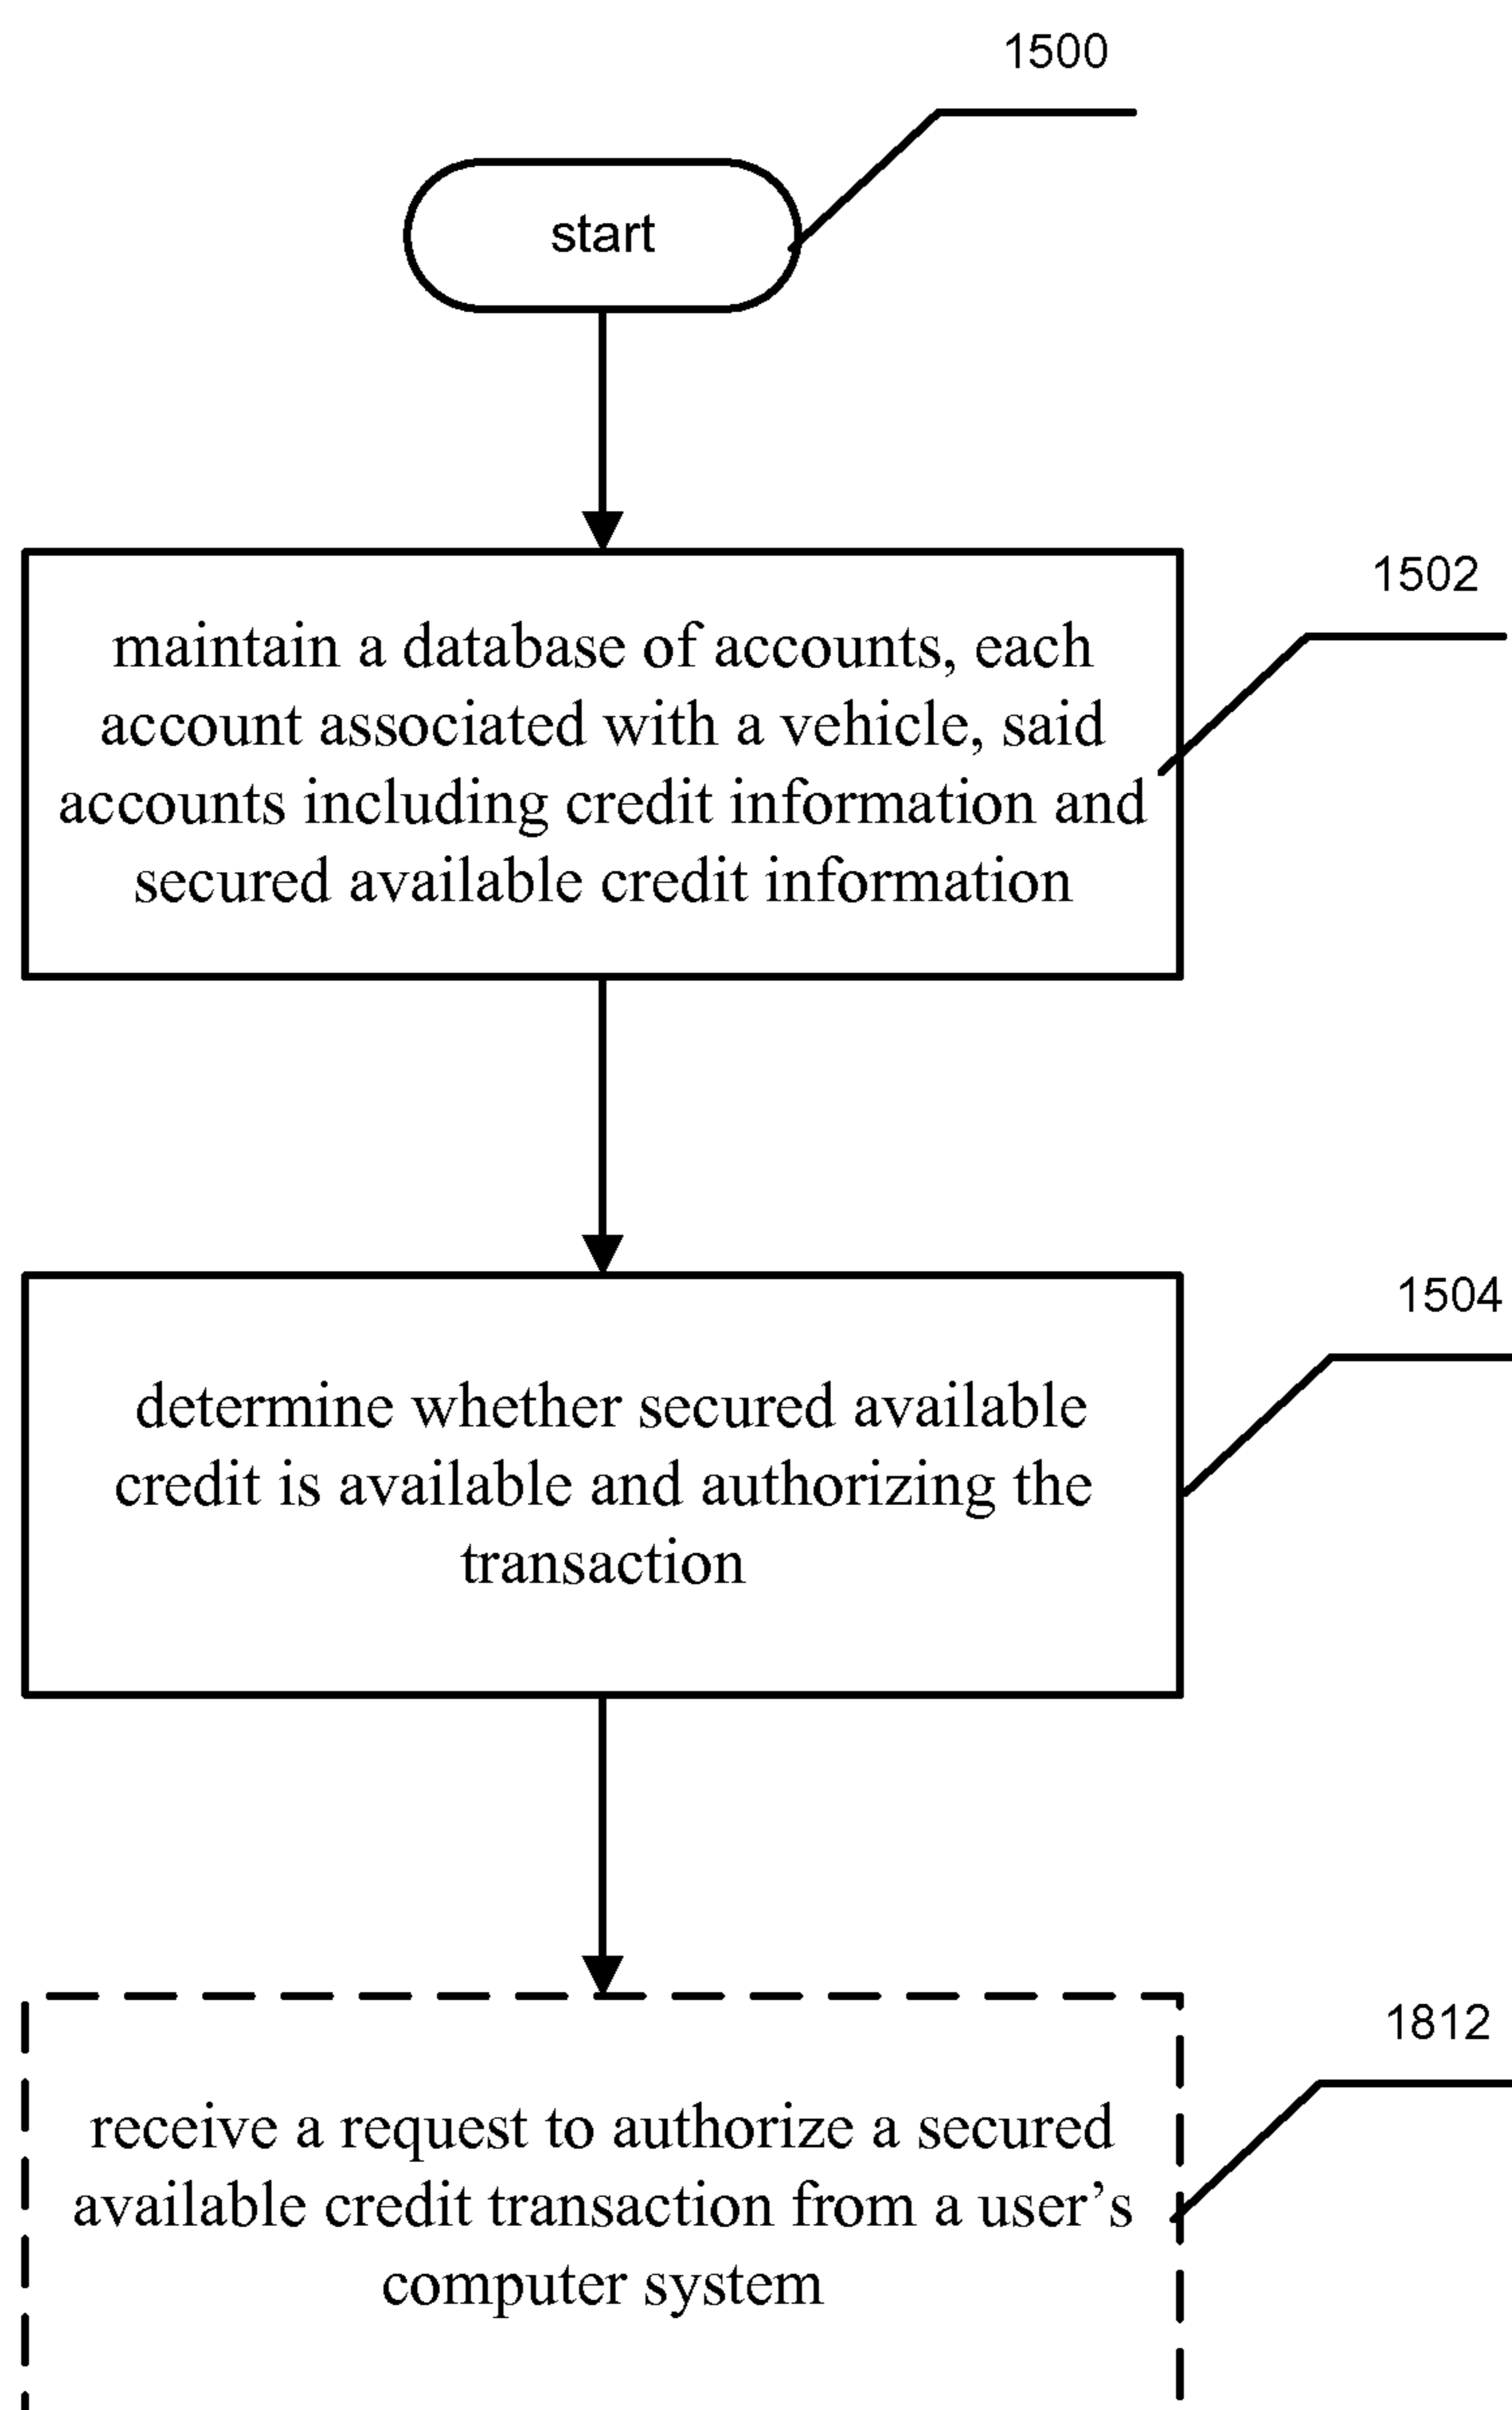 1500
start
1502
maintain a database of accounts, each
account associated with a vehicle, said
accounts including credit information and
secured available credit information
1504
determine whether secured available
credit is available and authorizing the
transaction
1812
receive a request to authorize a secured
available credit transaction from a user’s
computer system